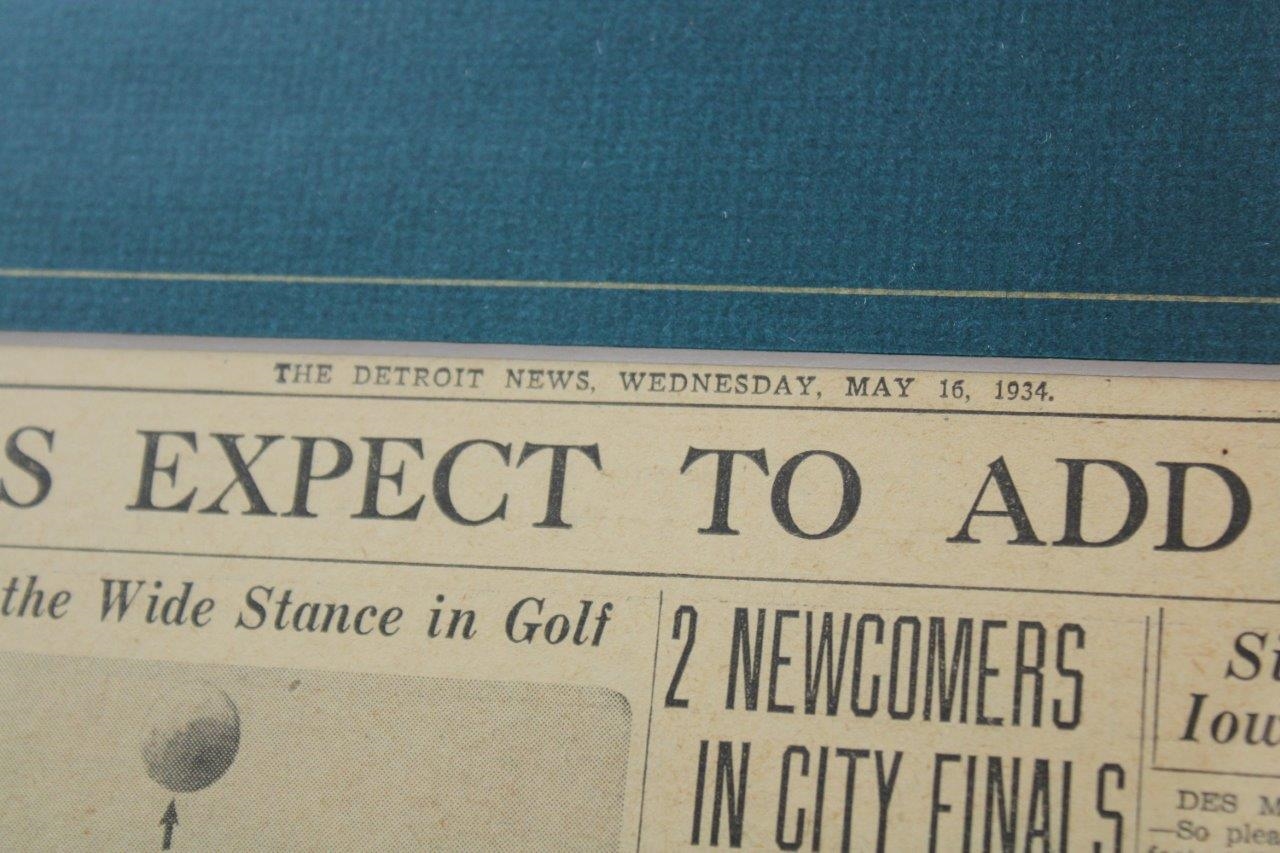 THE DETROIT NEWS, WEDNESDAY, MAY 16, 1934.
S EXPECT TO ADD
the Wide Stance in Golf
2 NEWCOMERS
IN CITY FINALS
Iow
DES M
—So plea